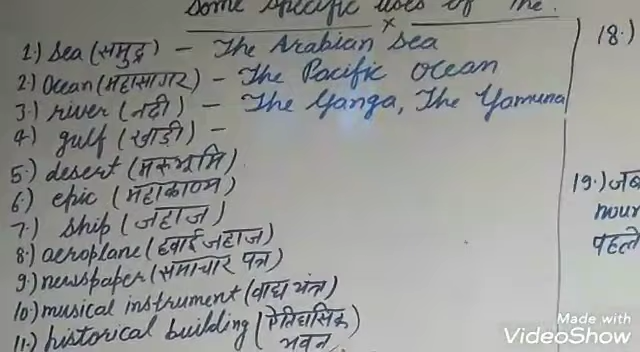 Some specific uses of The.
x
1.) Sea (समुद्र) - The Arabian Sea
2.) Ocean (महासागर) - The Pacific Ocean
3.) river (नदी) - The Ganga, The Yamuna
4.) gulf (खाड़ी) -
5.) desert (मरुभूमि)
6.) epic (महाकाव्य)
7.) ship (जहाज)
8.) aeroplane (हवाई जहाज)
9.) newspaper (समाचार पत्र)
10.) musical instrument (वाद्य यंत्र)
11.) historical building (ऐतिहासिक भवन
18.)
19.) जब
noun
पहले
Made with
VideoShow